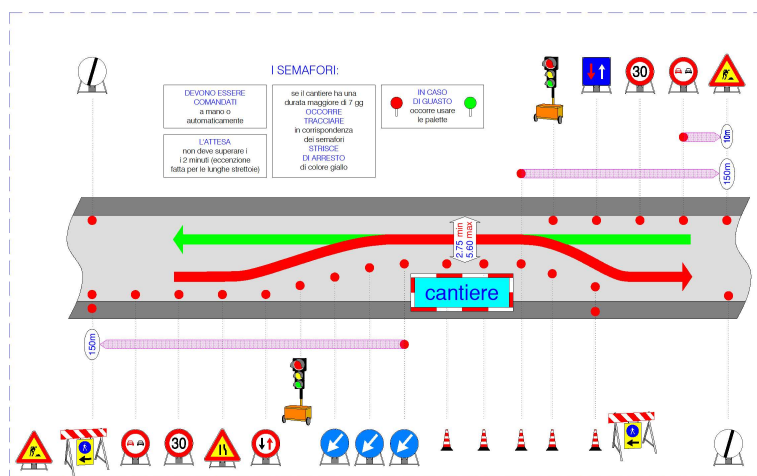 I SEMAFORI:
DEVONO ESSERE
COMANDATI
a mano o
automaticamente
L'ATTESA
non deve superare i
i 2 minuti (eccenzione
fatta per le lunghe strettoie)
se il cantiere ha una
durata maggiore di 7 gg
OCCORRE
TRACCIARE
in corrispondenza
dei semafori
STRISCE
DI ARRESTO
di colore giallo
IN CASO
DI GUASTO
occorre usare
le palette
30
10m
150m
2.75 min
5.60 max
cantiere
150m
30